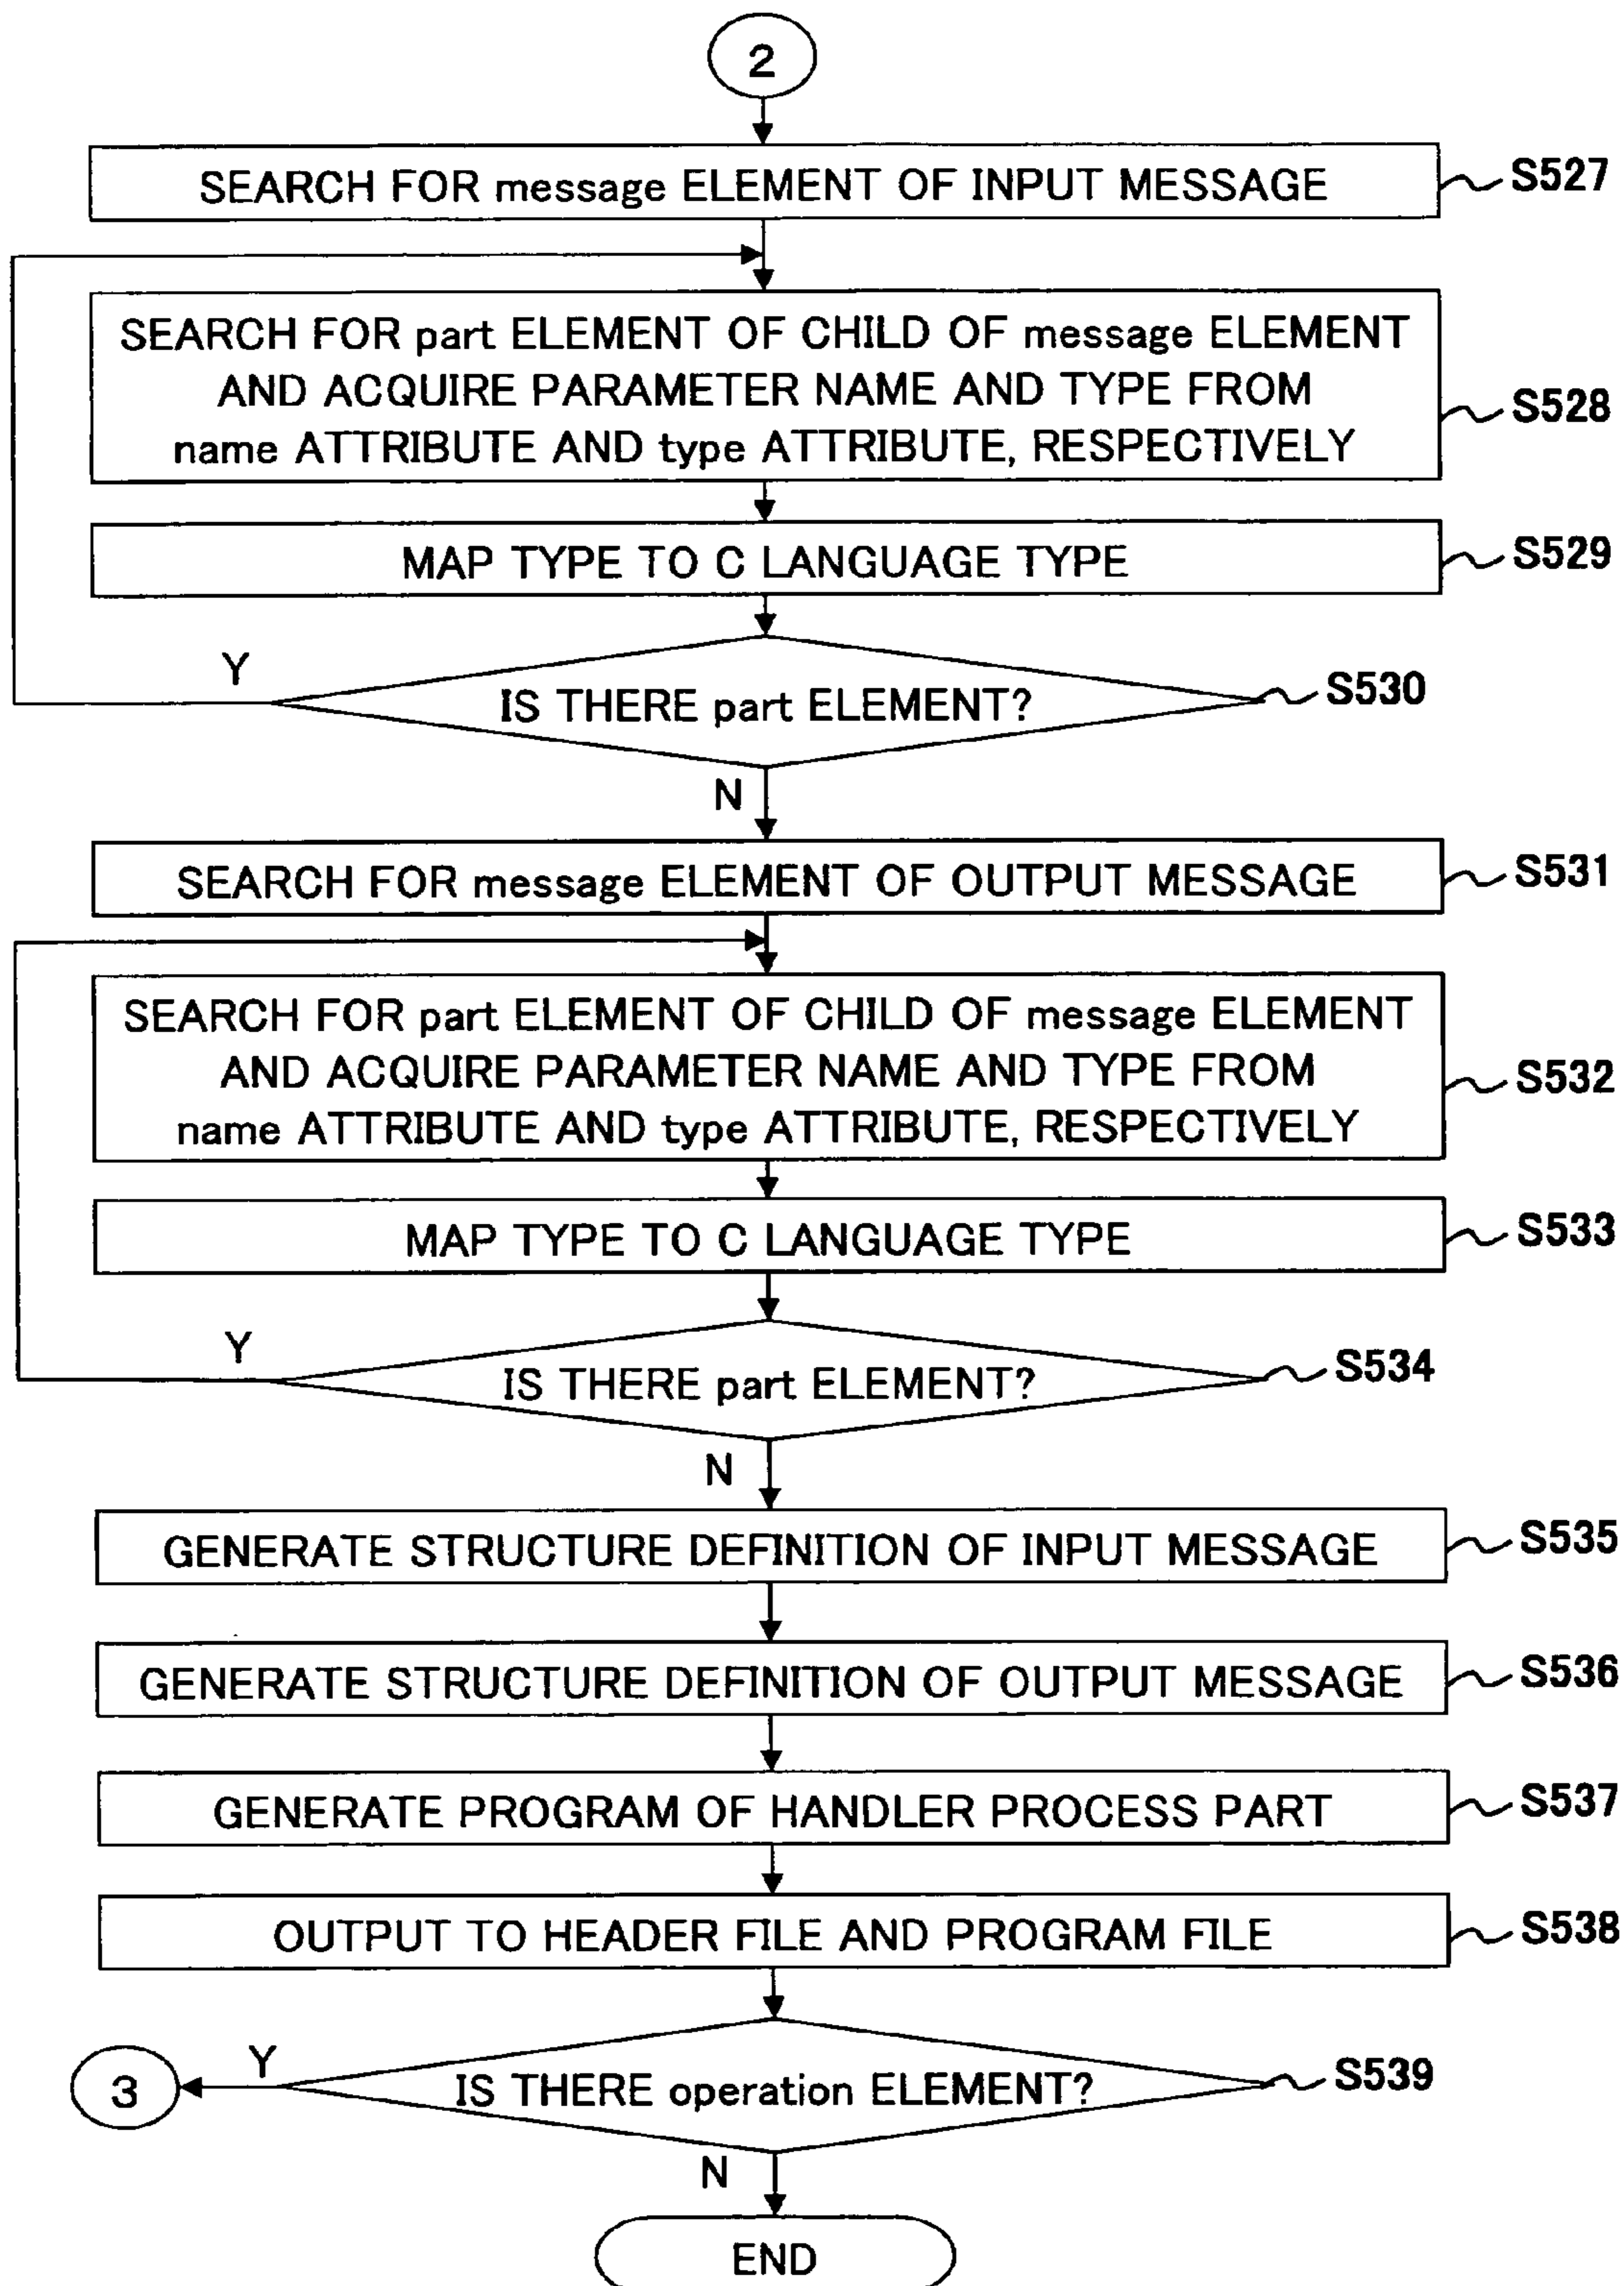 2
SEARCH FOR message ELEMENT OF INPUT MESSAGE
S527
SEARCH FOR part ELEMENT OF CHILD OF message ELEMENT
AND ACQUIRE PARAMETER NAME AND TYPE FROM
name ATTRIBUTE AND type ATTRIBUTE, RESPECTIVELY
S528
MAP TYPE TO C LANGUAGE TYPE
S529
Y
IS THERE part ELEMENT?
S530
N
SEARCH FOR message ELEMENT OF OUTPUT MESSAGE
S531
SEARCH FOR part ELEMENT OF CHILD OF message ELEMENT
AND ACQUIRE PARAMETER NAME AND TYPE FROM
name ATTRIBUTE AND type ATTRIBUTE, RESPECTIVELY
S532
MAP TYPE TO C LANGUAGE TYPE
S533
Y
IS THERE part ELEMENT?
S534
N
GENERATE STRUCTURE DEFINITION OF INPUT MESSAGE
S535
GENERATE STRUCTURE DEFINITION OF OUTPUT MESSAGE
S536
GENERATE PROGRAM OF HANDLER PROCESS PART
S537
OUTPUT TO HEADER FILE AND PROGRAM FILE
S538
3
Y
IS THERE operation ELEMENT?
S539
N
END